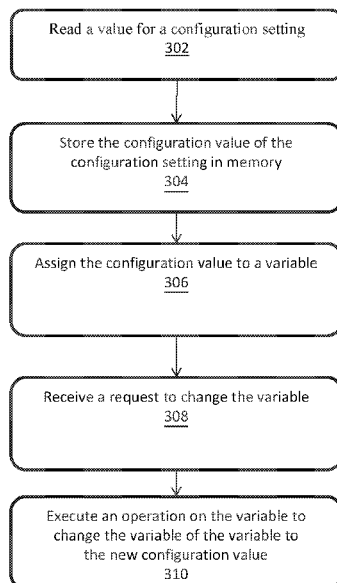 Read a value for a configuration setting
302
Store the configuration value of the
configuration setting in memory
304
Assign the configuration value to a variable
306
Receive a request to change the variable
308
Execute an operation on the variable to
change the variable of the variable to
the new configuration value
310